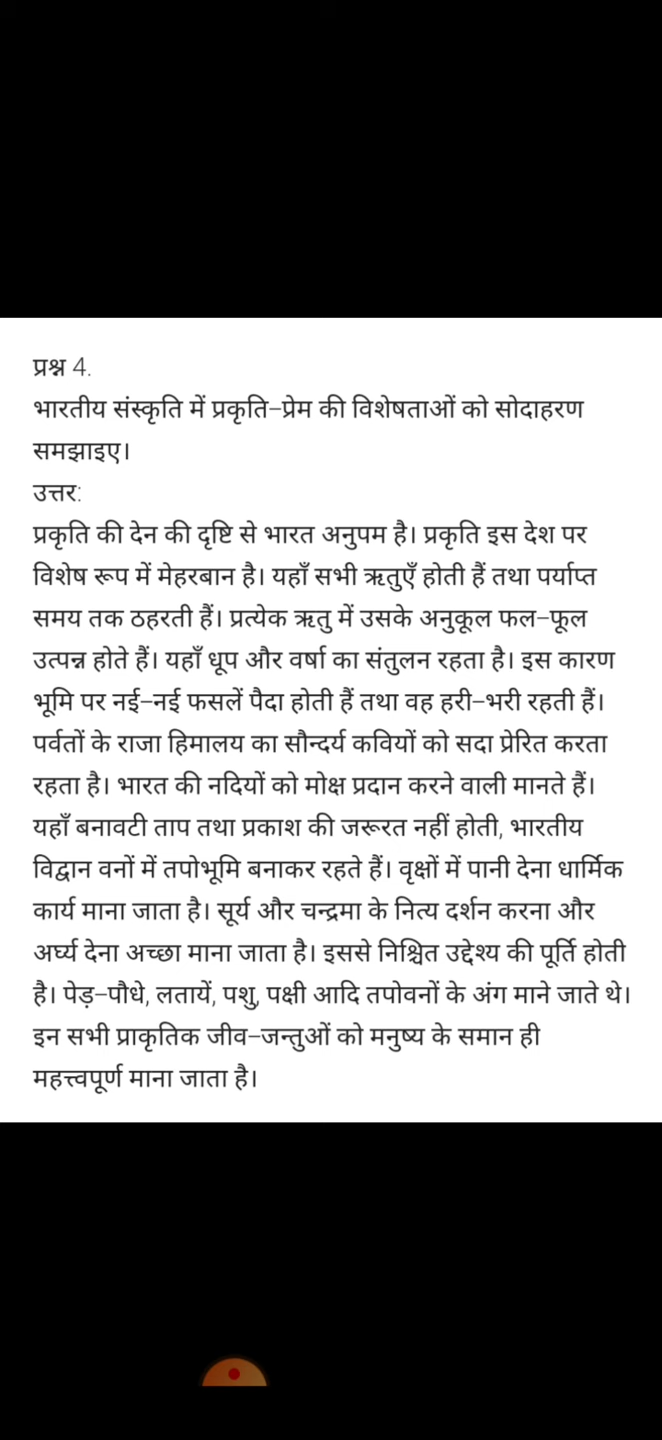 प्रश्न 4.
भारतीय संस्कृति में प्रकृति-प्रेम की विशेषताओं को सोदाहरण
समझाइए।
उत्तर:
प्रकृति की देन की दृष्टि से भारत अनुपम है। प्रकृति इस देश पर
विशेष रूप में मेहरबान है। यहाँ सभी ऋतुएँ होती हैं तथा पर्याप्त
समय तक ठहरती हैं। प्रत्येक ऋतु में उसके अनुकूल फल-फूल
उत्पन्न होते हैं। यहाँ धूप और वर्षा का संतुलन रहता है। इस कारण
भूमि पर नई-नई फसलें पैदा होती हैं तथा वह हरी-भरी रहती हैं।
पर्वतों के राजा हिमालय का सौन्दर्य कवियों को सदा प्रेरित करता
रहता है। भारत की नदियों को मोक्ष प्रदान करने वाली मानते हैं।
यहाँ बनावटी ताप तथा प्रकाश की जरूरत नहीं होती, भारतीय
विद्वान वनों में तपोभूमि बनाकर रहते हैं। वृक्षों में पानी देना धार्मिक
कार्य माना जाता है। सूर्य और चन्द्रमा के नित्य दर्शन करना और
अर्घ्य देना अच्छा माना जाता है। इससे निश्चित उद्देश्य की पूर्ति होती
है। पेड़-पौधे, लतायें, पशु, पक्षी आदि तपोवनों के अंग माने जाते थे।
इन सभी प्राकृतिक जीव-जन्तुओं को मनुष्य के समान ही
महत्त्वपूर्ण माना जाता है।